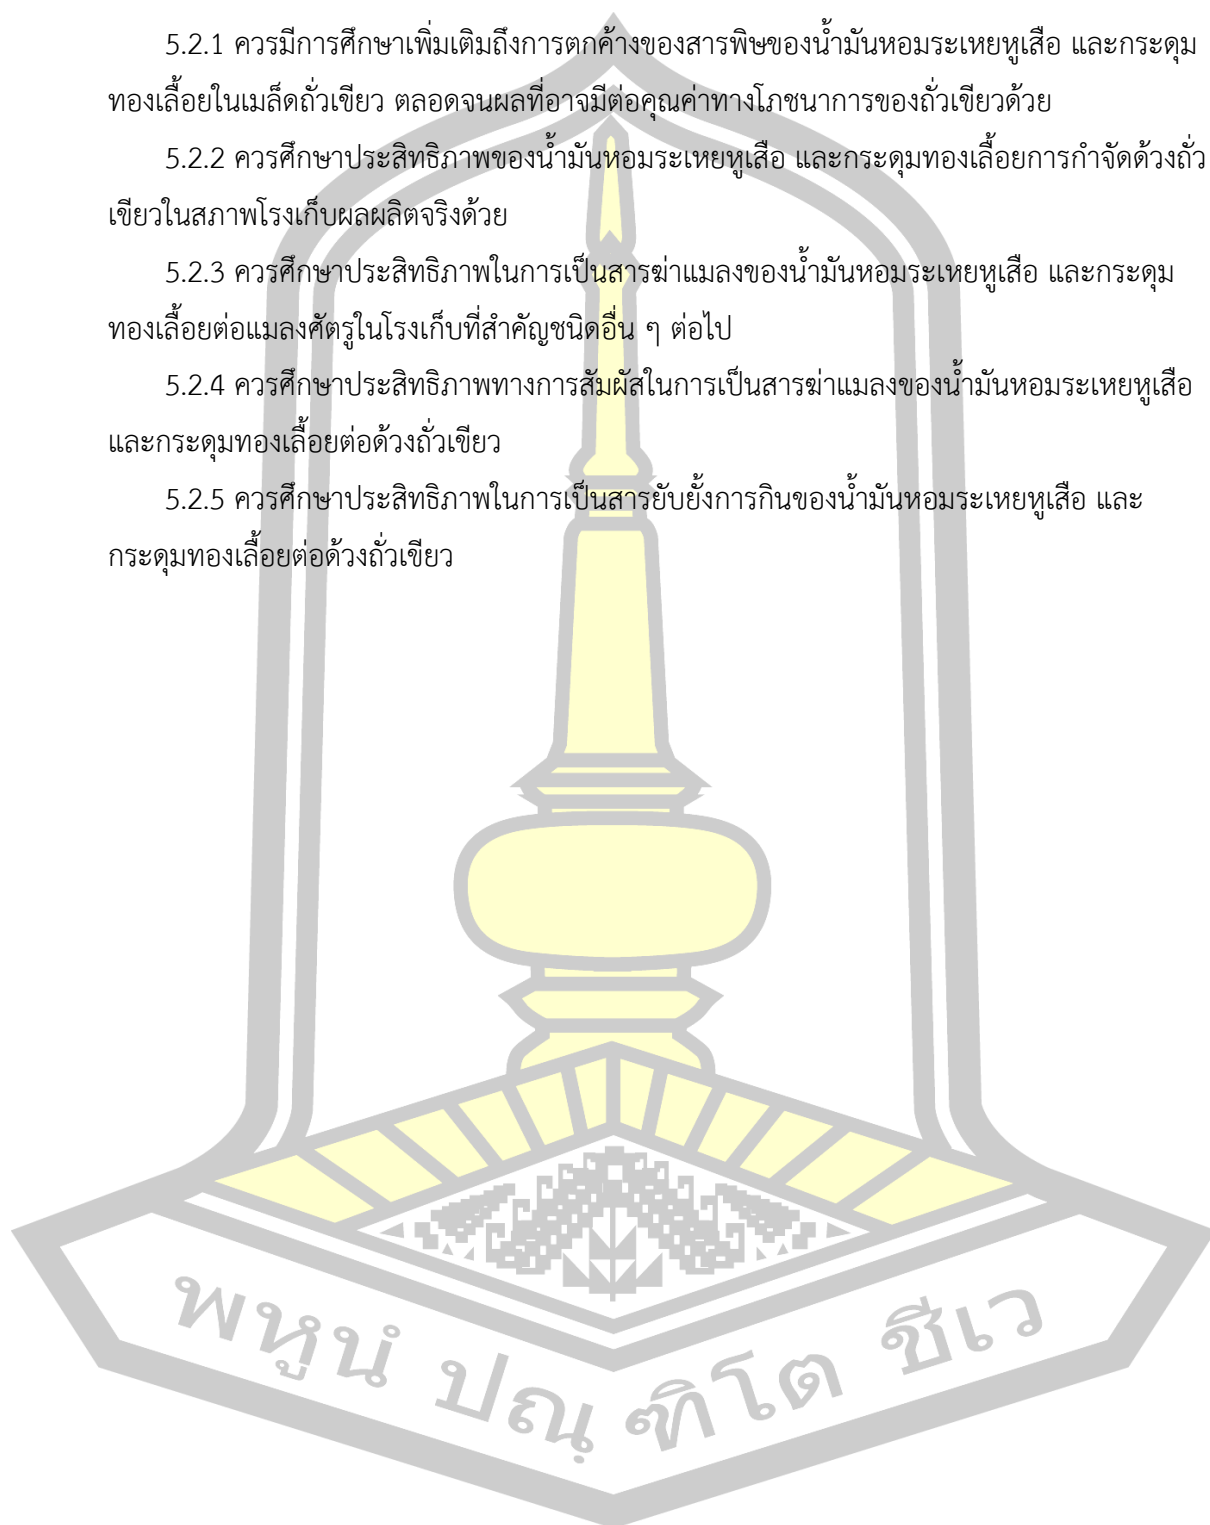 5.2.1 ควรมีการศึกษาเพิ่มเติมถึงการตกค้างของสารพิษของน้ำมันหอมระเหยหูเสือ และกระดุม
ทองเลื้อยในเมล็ดถั่วเขียว ตลอดจนผลที่อาจมีต่อคุณค่าทางโภชนาการของถั่วเขียวด้วย
5.2.2 ควรศึกษาประสิทธิภาพของน้ำมันหอมระเหยหูเสือ และกระดุมทองเลื้อยการกำจัดด้วงถั่ว
เขียวในสภาพโรงเก็บผลผลิตจริงด้วย
5.2.3 ควรศึกษาประสิทธิภาพในการเป็นสารฆ่าแมลงของน้ำมันหอมระเหยหูเสือ และกระดุม
ทองเลื้อยต่อแมลงศัตรูในโรงเก็บที่สำคัญชนิดอื่น ๆ ต่อไป
5.2.4 ควรศึกษาประสิทธิภาพทางการสัมผัสในการเป็นสารฆ่าแมลงของน้ำมันหอมระเหยหูเสือ
และกระดุมทองเลื้อยต่อด้วงถั่วเขียว
5.2.5 ควรศึกษาประสิทธิภาพในการเป็นสารยับยั้งการกินของน้ำมันหอมระเหยหูเสือ และ
กระดุมทองเลื้อยต่อด้วงถั่วเขียว
พหูนํ ปณฺฑิโต ชีเว